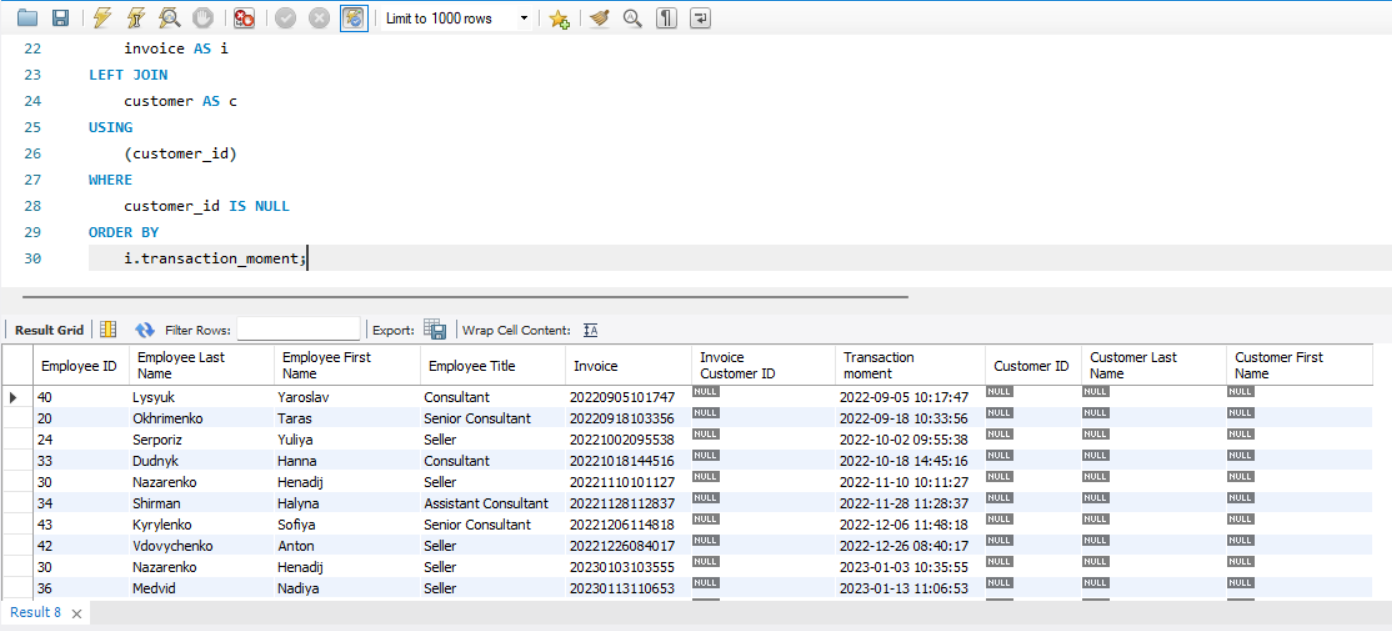 Limit to 1000 rows
22 invoice AS i
23 LEFT JOIN
24 customer AS c
25 USING
26 (customer_id)
27 WHERE
28 customer_id IS NULL
29 ORDER BY
30 i.transaction_moment;
Result Grid Filter Rows: Export: Wrap Cell Content:
Employee ID Employee Last Name Employee First Name Employee Title Invoice Invoice Customer ID Transaction moment Customer ID Customer Last Name Customer First Name
40 Lysyuk Yaroslav Consultant 20220905101747 NULL 2022-09-05 10:17:47 NULL NULL NULL
20 Okhrimenko Taras Senior Consultant 20220918103356 NULL 2022-09-18 10:33:56 NULL NULL NULL
24 Serporiz Yuliya Seller 20221002095538 NULL 2022-10-02 09:55:38 NULL NULL NULL
33 Dudnyk Hanna Consultant 20221018144516 NULL 2022-10-18 14:45:16 NULL NULL NULL
30 Nazarenko Henadij Seller 20221110101127 NULL 2022-11-10 10:11:27 NULL NULL NULL
34 Shirman Halyna Assistant Consultant 20221128112837 NULL 2022-11-28 11:28:37 NULL NULL NULL
43 Kyrylenko Sofiya Senior Consultant 20221206114818 NULL 2022-12-06 11:48:18 NULL NULL NULL
42 Vdovychenko Anton Seller 20221226084017 NULL 2022-12-26 08:40:17 NULL NULL NULL
30 Nazarenko Henadij Seller 20230103103555 NULL 2023-01-03 10:35:55 NULL NULL NULL
36 Medvid Nadiya Seller 20230113110653 NULL 2023-01-13 11:06:53 NULL NULL NULL
Result 8